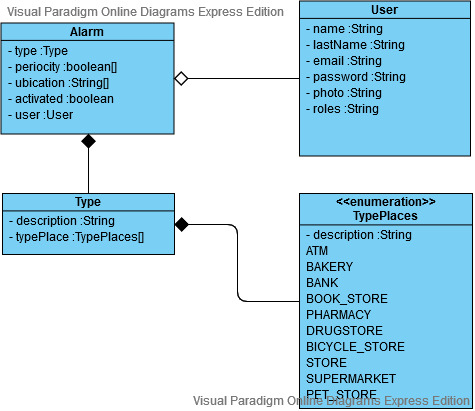 Visual Paradigm Online Diagrams Express Edition
Alarm
- type :Type
- periocity :boolean[]
- ubication :String[]
- activated :boolean
- user :User
User
- name :String
- lastName :String
- email :String
- password :String
- photo :String
- roles :String
Type
- description :String
- typePlace :TypePlaces[]
<<enumeration>>
TypePlaces
- description :String
ATM
BAKERY
BANK
BOOK_STORE
PHARMACY
DRUGSTORE
BICYCLE_STORE
STORE
SUPERMARKET
PET_STORE
Visual Paradigm Online Diagrams Express Edition